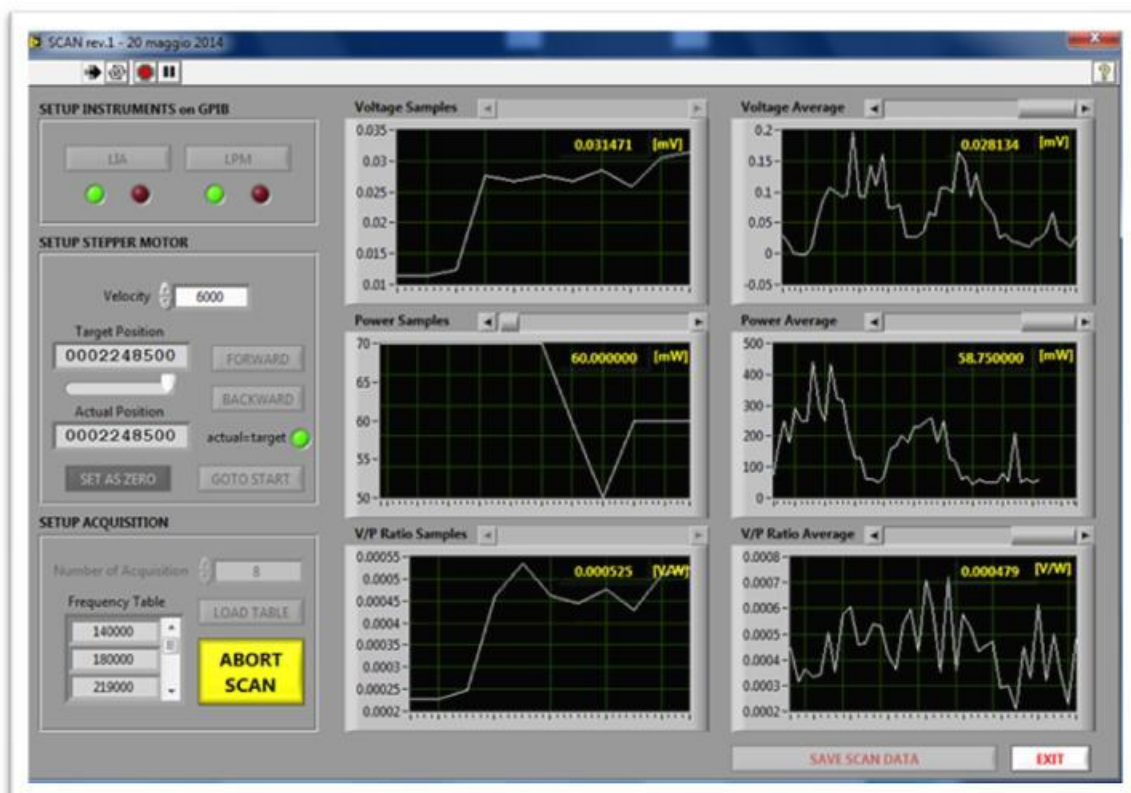 SCAN rev.1 - 20 maggio 2014
SETUP INSTRUMENTS on GPIB
LIA
LPM
SETUP STEPPER MOTOR
Velocity
6000
Target Position
0002248500
FORWARD
BACKWARD
Actual Position
0002248500
actual=target
SET AS ZERO
GOTO START
SETUP ACQUISITION
Number of Acquisition
8
Frequency Table
LOAD TABLE
140000
180000
219000
ABORT
SCAN
Voltage Samples
0.031471 [mV]
0.035
0.03
0.025
0.02
0.015
0.01
Voltage Average
0.028134 [mV]
0.2
0.15
0.1
0.05
0
-0.05
Power Samples
60.000000 [mW]
70
65
60
55
50
Power Average
58.750000 [mW]
500
400
300
200
100
0
V/P Ratio Samples
0.000525 [V/W]
0.00055
0.0005
0.00045
0.0004
0.00035
0.0003
0.00025
0.0002
V/P Ratio Average
0.000479 [V/W]
0.0008
0.0007
0.0006
0.0005
0.0004
0.0003
0.0002
SAVE SCAN DATA
EXIT